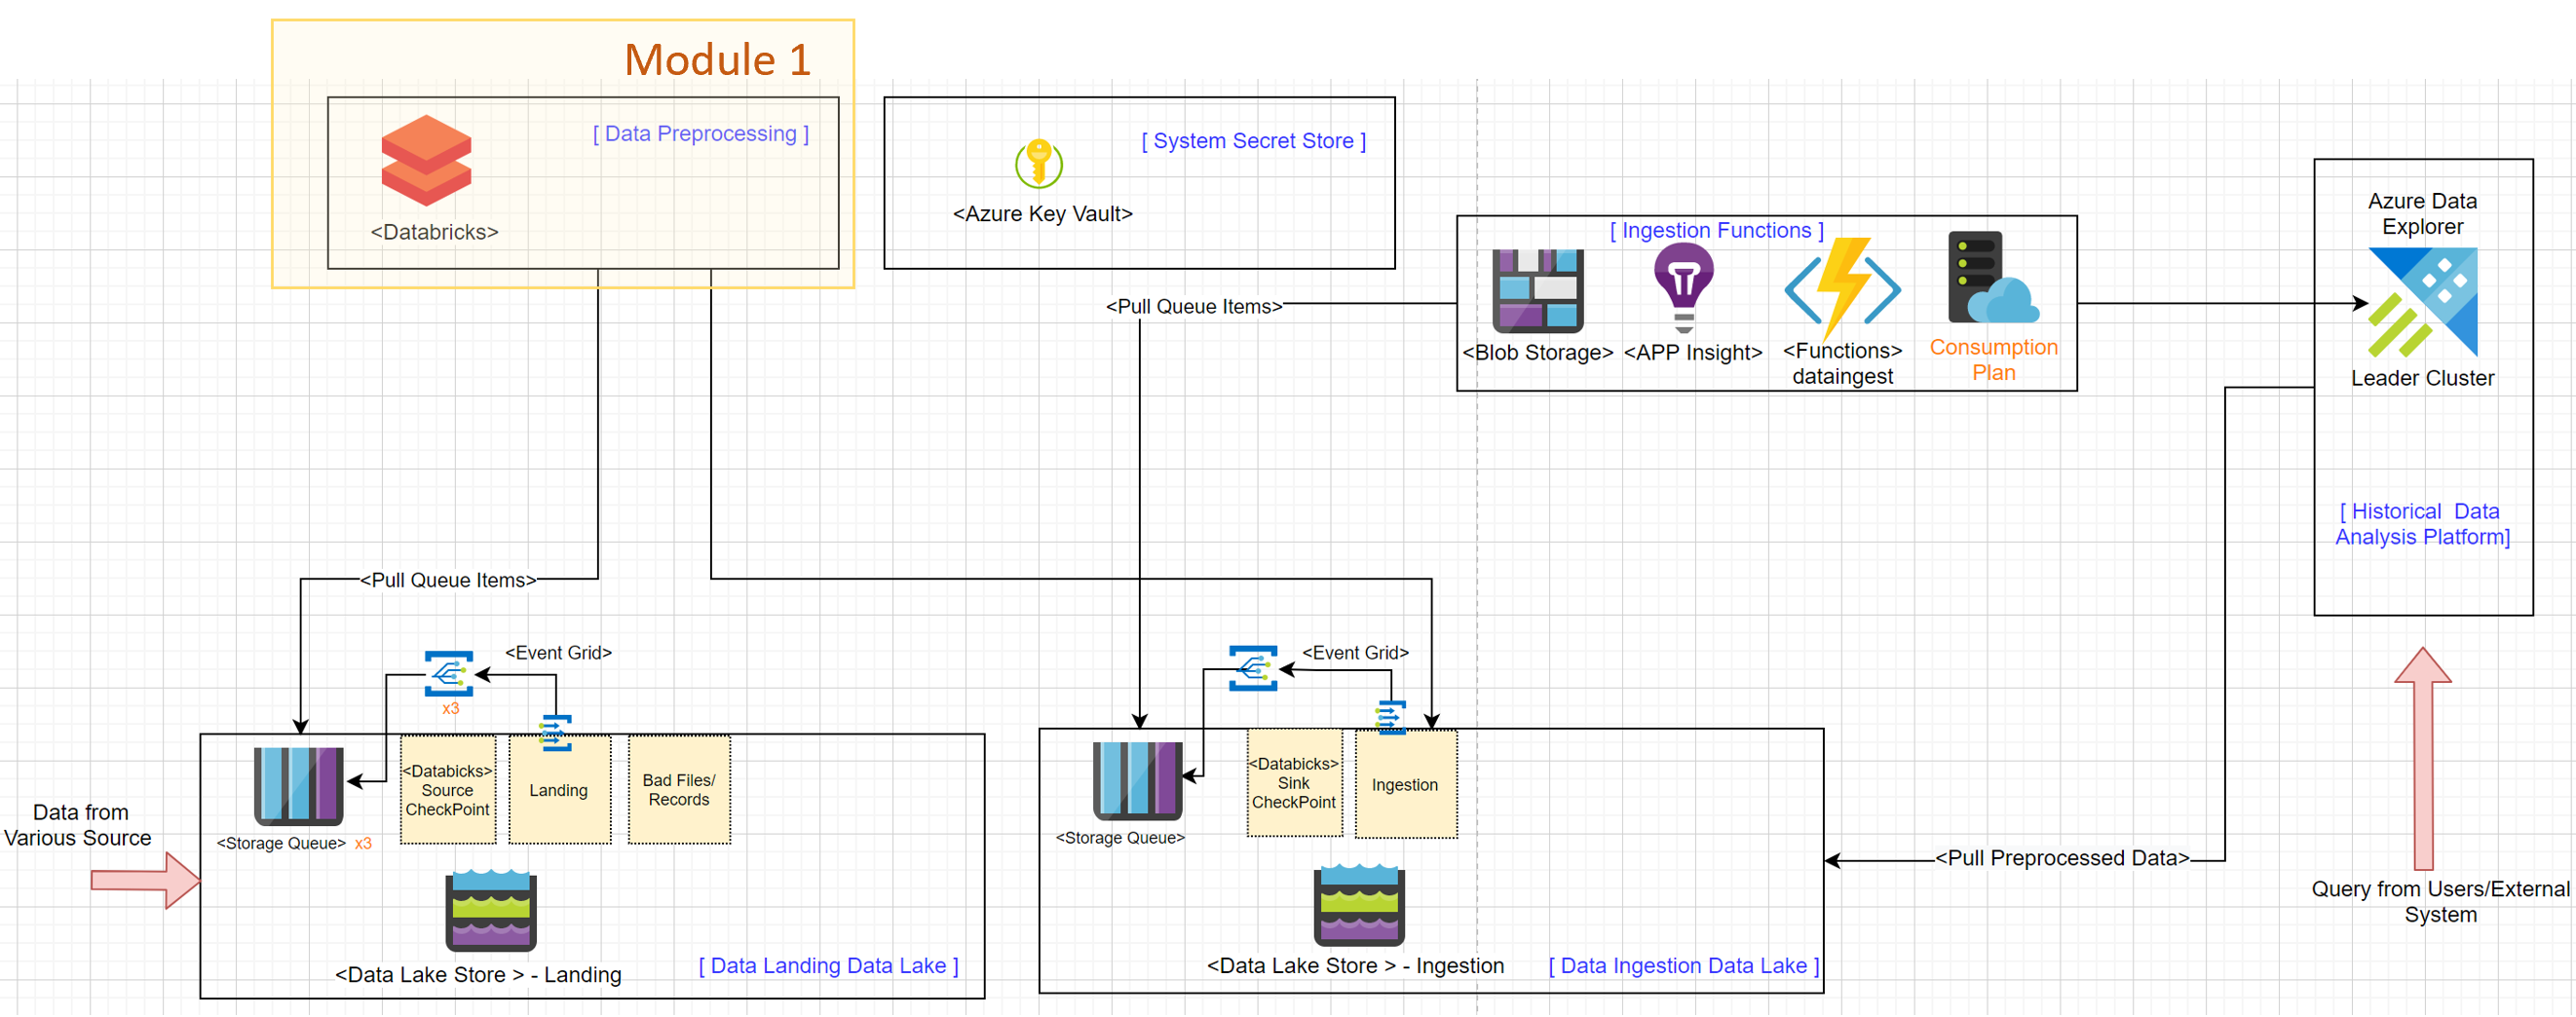 Module 1
[ Data Preprocessing ]
<Databricks>
[ System Secret Store ]
<Azure Key Vault>
[ Ingestion Functions ]
<Blob Storage>
<APP Insight>
<Functions>
dataingest
Consumption
Plan
Azure Data
Explorer
Leader Cluster
[ Historical  Data
Analysis Platform]
<Pull Queue Items>
<Pull Queue Items>
<Event Grid>
x3
<Event Grid>
Data from
Various Source
<Storage Queue> x3
<Databicks>
Source
CheckPoint
Landing
Bad Files/
Records
<Data Lake Store > - Landing
[ Data Landing Data Lake ]
<Storage Queue>
<Databicks>
Sink
CheckPoint
Ingestion
<Data Lake Store > - Ingestion
[ Data Ingestion Data Lake ]
<Pull Preprocessed Data>
Query from Users/External
System